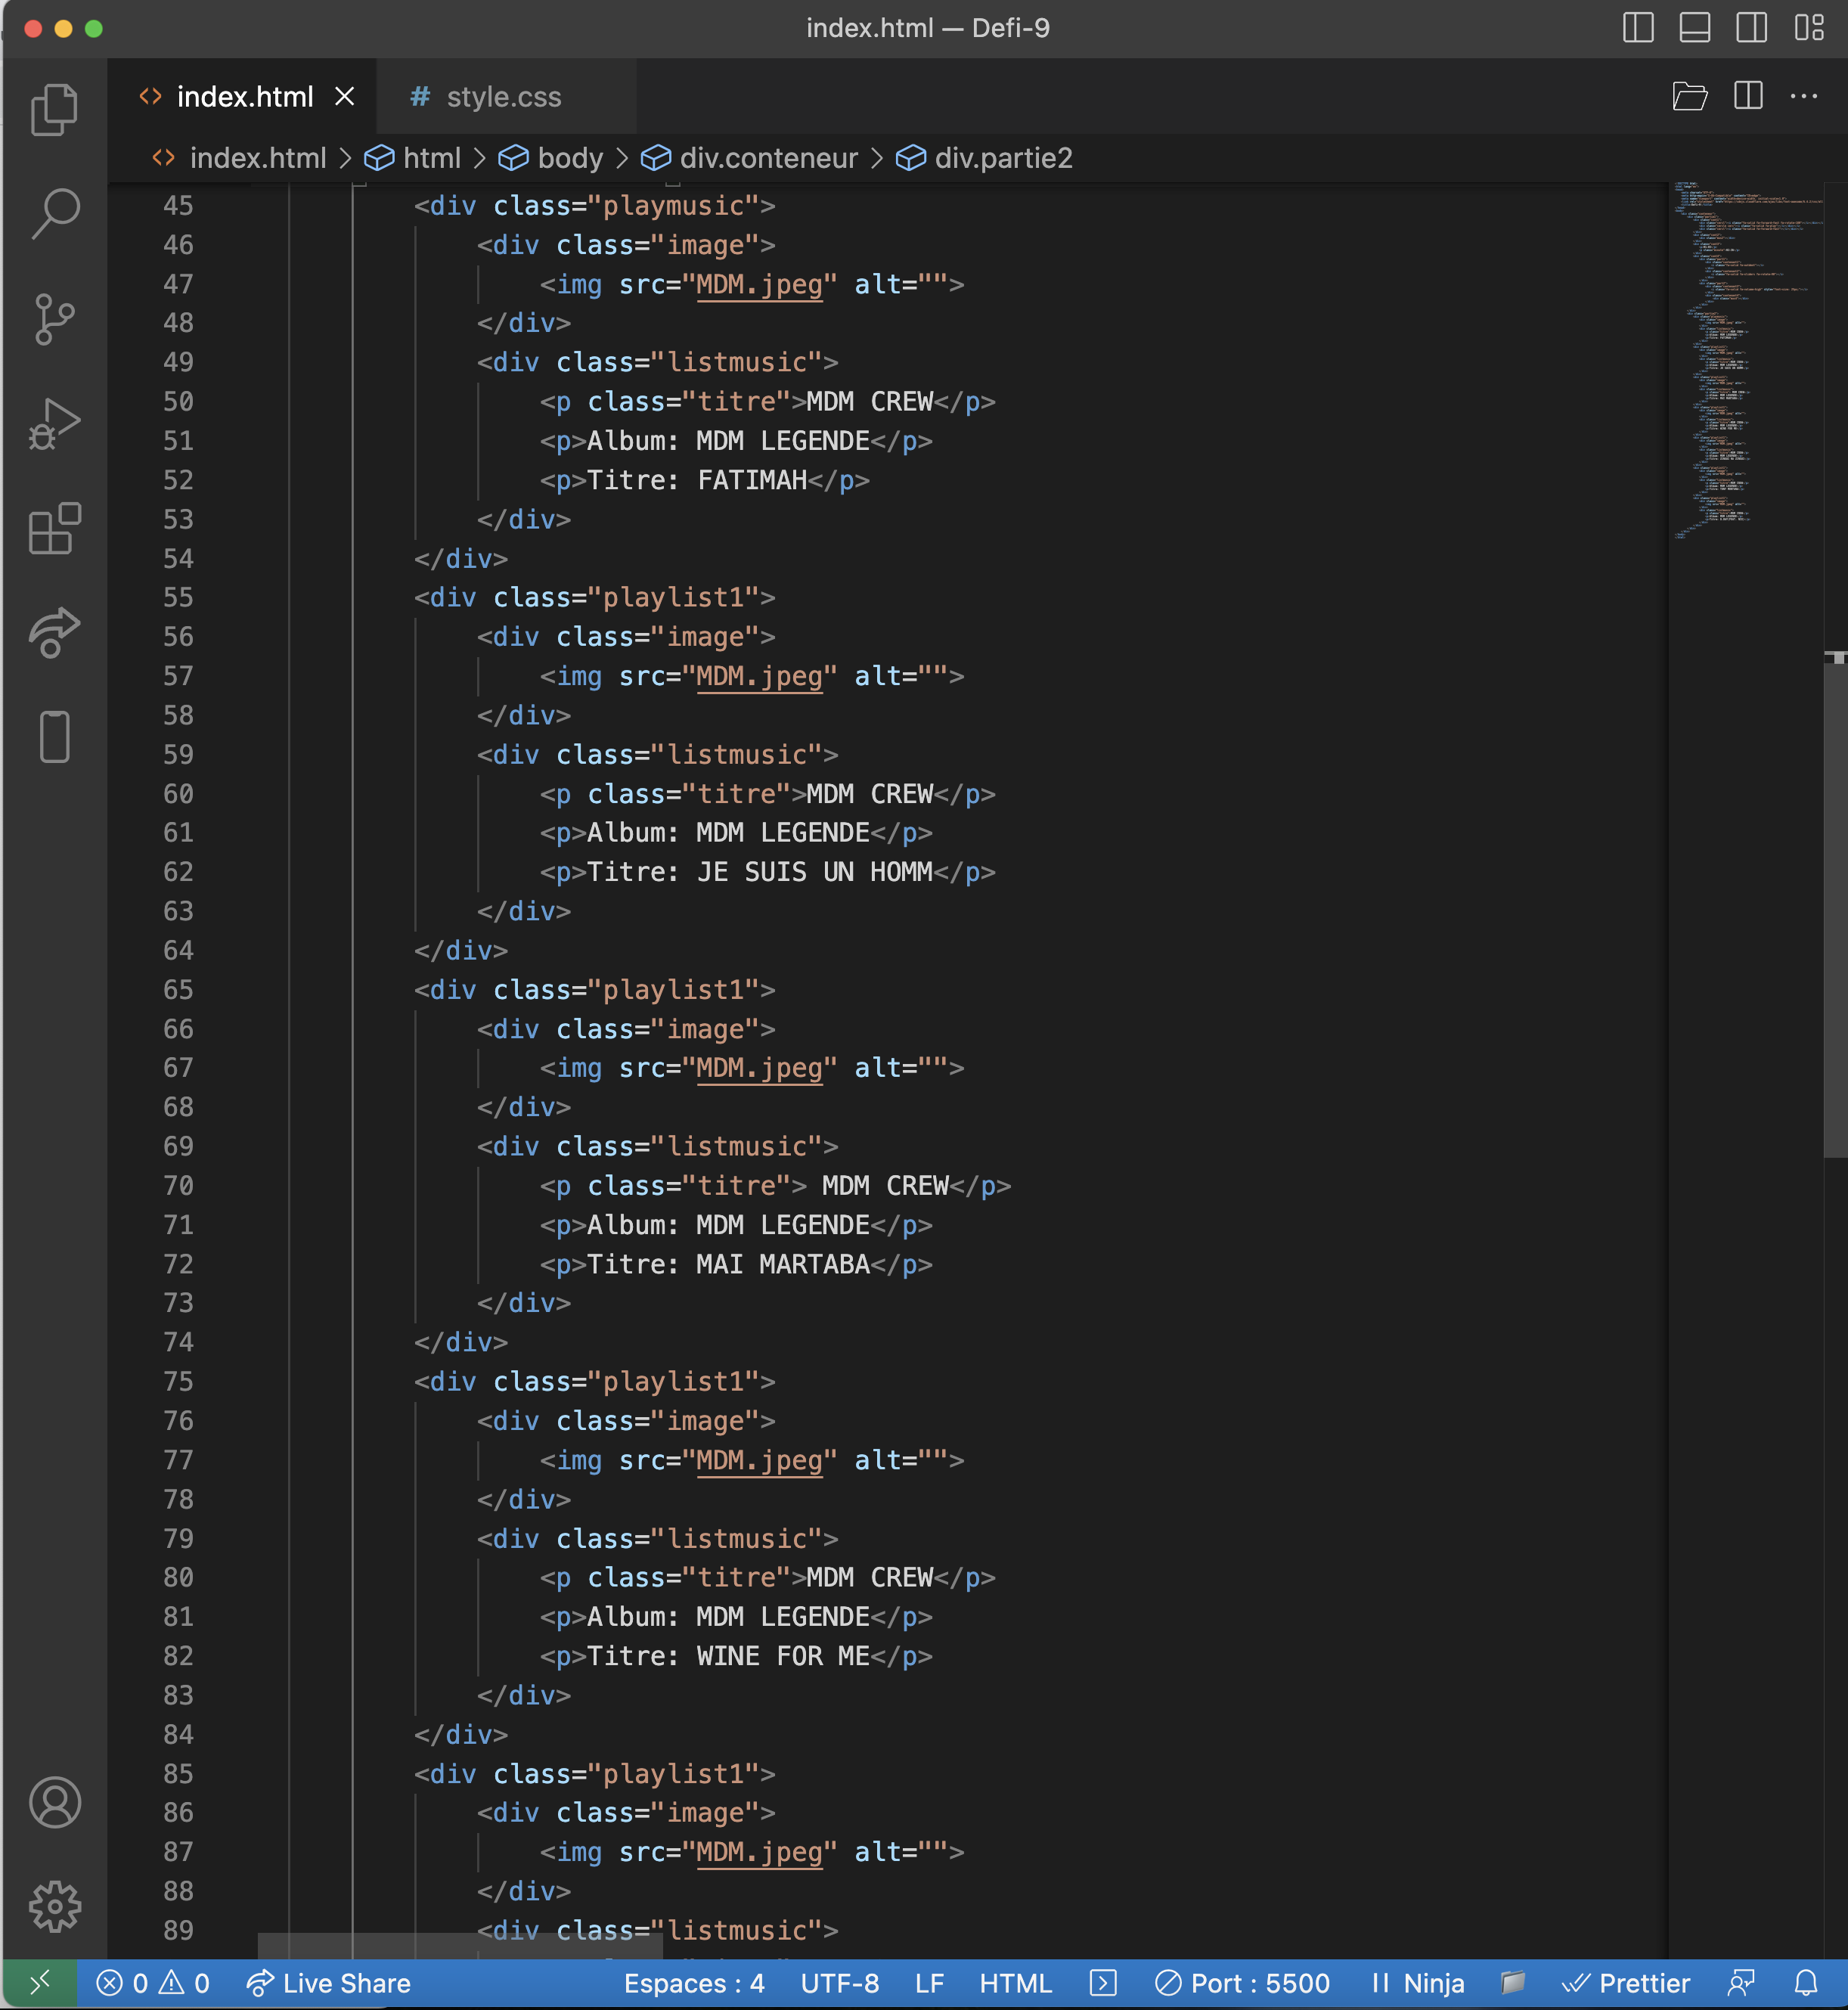 index.html — Defi-9
index.html
# style.css
index.html > html > body > div.conteneur > div.partie2
45 <div class="playmusic">
46 <div class="image">
47 <img src="MDM.jpeg" alt="">
48 </div>
49 <div class="listmusic">
50 <p class="titre">MDM CREW</p>
51 <p>Album: MDM LEGENDE</p>
52 <p>Titre: FATIMAH</p>
53 </div>
54 </div>
55 <div class="playlist1">
56 <div class="image">
57 <img src="MDM.jpeg" alt="">
58 </div>
59 <div class="listmusic">
60 <p class="titre">MDM CREW</p>
61 <p>Album: MDM LEGENDE</p>
62 <p>Titre: JE SUIS UN HOMM</p>
63 </div>
64 </div>
65 <div class="playlist1">
66 <div class="image">
67 <img src="MDM.jpeg" alt="">
68 </div>
69 <div class="listmusic">
70 <p class="titre"> MDM CREW</p>
71 <p>Album: MDM LEGENDE</p>
72 <p>Titre: MAI MARTABA</p>
73 </div>
74 </div>
75 <div class="playlist1">
76 <div class="image">
77 <img src="MDM.jpeg" alt="">
78 </div>
79 <div class="listmusic">
80 <p class="titre">MDM CREW</p>
81 <p>Album: MDM LEGENDE</p>
82 <p>Titre: WINE FOR ME</p>
83 </div>
84 </div>
85 <div class="playlist1">
86 <div class="image">
87 <img src="MDM.jpeg" alt="">
88 </div>
89 <div class="listmusic">
0 0 Live Share Espaces : 4 UTF-8 LF HTML Port : 5500 Ninja Prettier